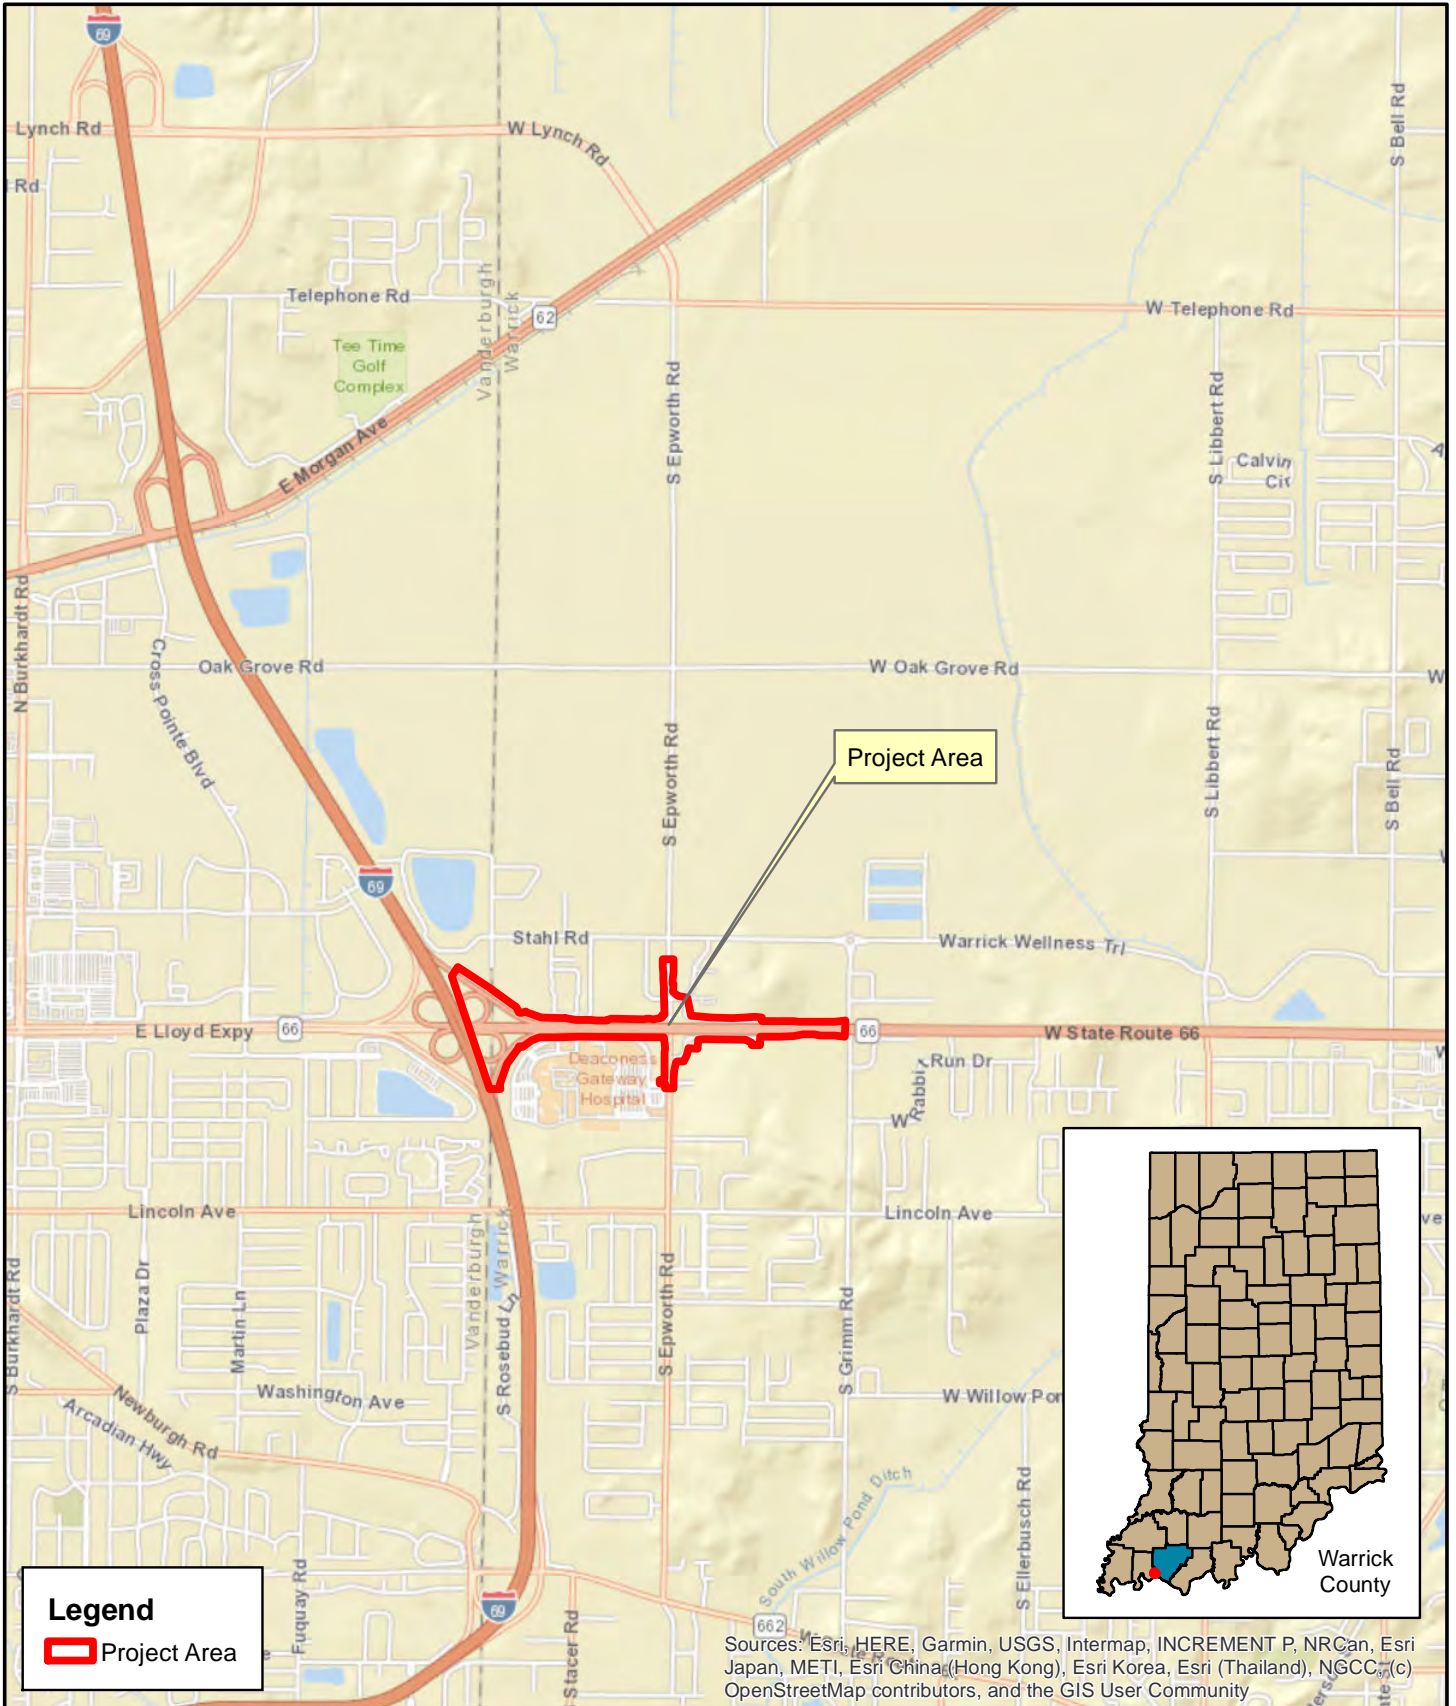 69
Lynch Rd
W Lynch Rd
S Bell Rd
Rd
Telephone Rd
Vanderburgh
Warrick
62
W Telephone Rd
Tee Time
Golf
Complex
S Epworth Rd
S Libbert Rd
E Morgan Ave
Calvin
Cir
N Burkhardt Rd
Cross Pointe Blvd
Oak Grove Rd
W Oak Grove Rd
W
S Epworth Rd
Project Area
S Libbert Rd
S Bell Rd
69
Stahl Rd
Warrick Wellness Trl
E Lloyd Expy
66
66
W State Route 66
Deaconess
Gateway
Hospital
Run Dr
W Rabbi
Lincoln Ave
Lincoln Ave
ve
Vanderburgh
Warrick
S Burkhardt Rd
Plaza Dr
Martin Ln
S Rosebud Ln
S Epworth Rd
S Grimm Rd
Washington Ave
W Willow Pon
Newburgh Rd
Arcadian Hwy
South Willow Pond Ditch
S Ellerbusch Rd
Warrick
County
Legend
Project Area
Fuquay Rd
69
Stacer Rd
662
Sources: Esri, HERE, Garmin, USGS, Intermap, INCREMENT P, NRCan, Esri
Japan, METI, Esri China (Hong Kong), Esri Korea, Esri (Thailand), NGCC, (c)
OpenStreetMap contributors, and the GIS User Community